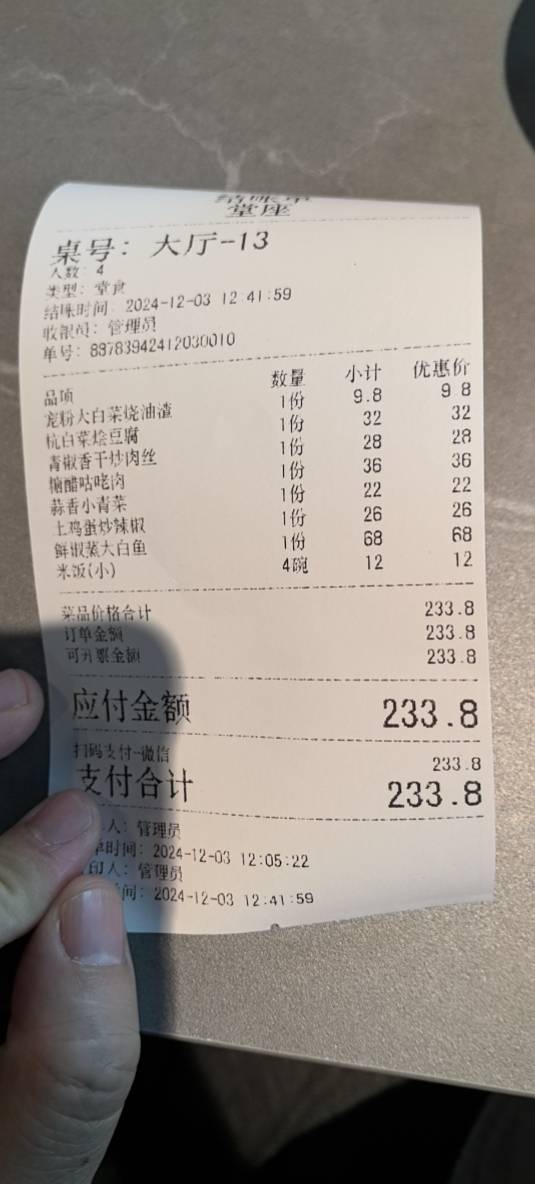 结账单
堂座
桌号: 大厅-13
人数: 4
类型: 堂食
结账时间: 2024-12-03 12:41:59
收银员: 管理员
单号: 88783942412030010
品项 数量 小计 优惠价
宠粉大白菜烧油渣 1份 9.8 9.8
杭白菜烩豆腐 1份 32 32
青椒香干炒肉丝 1份 28 28
糖醋咕咾肉 1份 36 36
蒜香小青菜 1份 22 22
土鸡蛋炒辣椒 1份 26 26
鲜椒蒸大白鱼 1份 68 68
米饭(小) 4碗 12 12
菜品价格合计 233.8
订单金额 233.8
可开票金额 233.8
应付金额 233.8
扫码支付-微信 233.8
支付合计 233.8
人: 管理员
单时间: 2024-12-03 12:05:22
印人: 管理员
时间: 2024-12-03 12:41:59